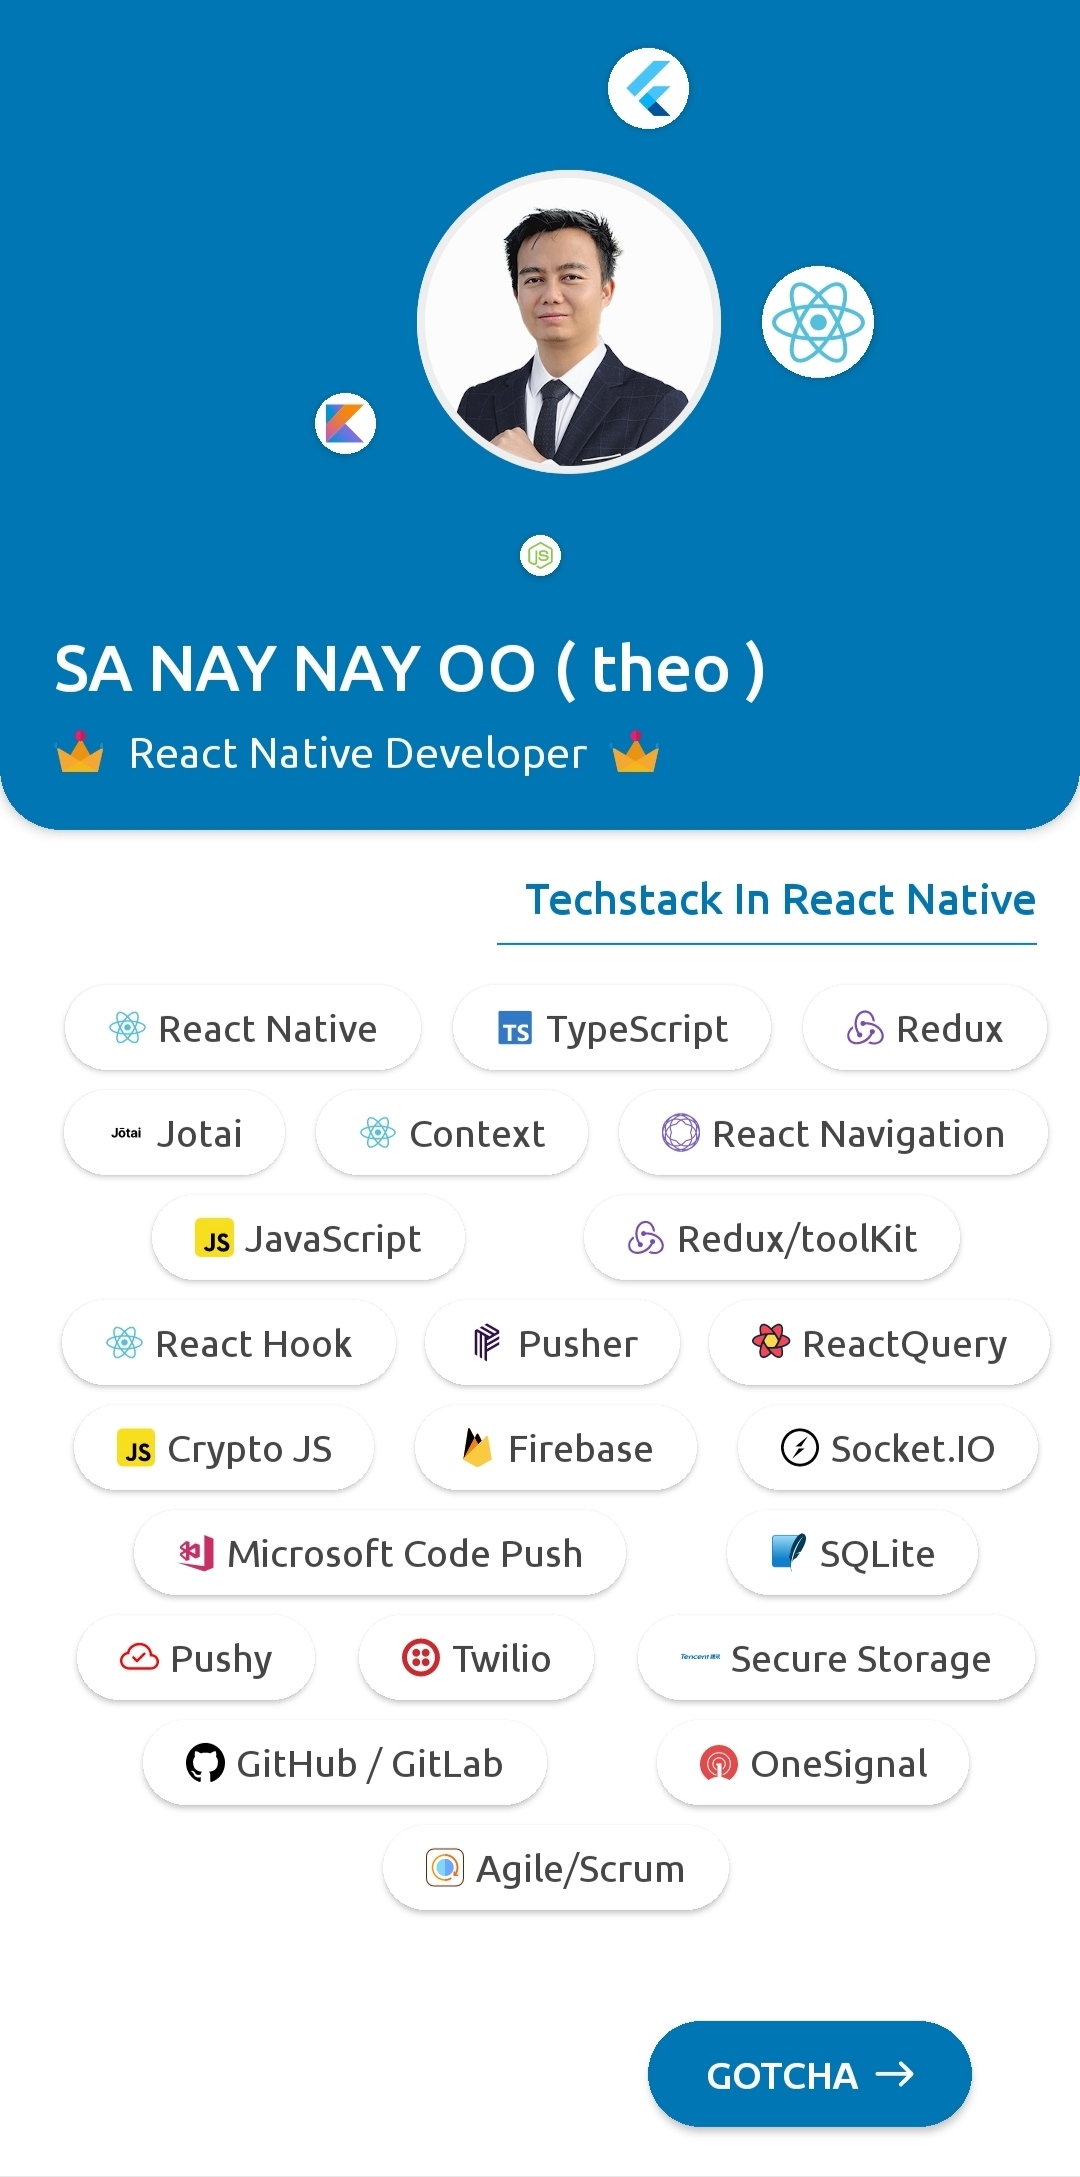 JS
SA NAY NAY OO ( theo )
React Native Developer
Techstack In React Native
React Native TS TypeScript Redux
Jōtai Jotai Context React Navigation
JS JavaScript Redux/toolKit
React Hook Pusher ReactQuery
JS Crypto JS Firebase Socket.IO
Microsoft Code Push SQLite
Pushy Twilio Tencent 腾讯 Secure Storage
GitHub / GitLab OneSignal
Agile/Scrum
GOTCHA →